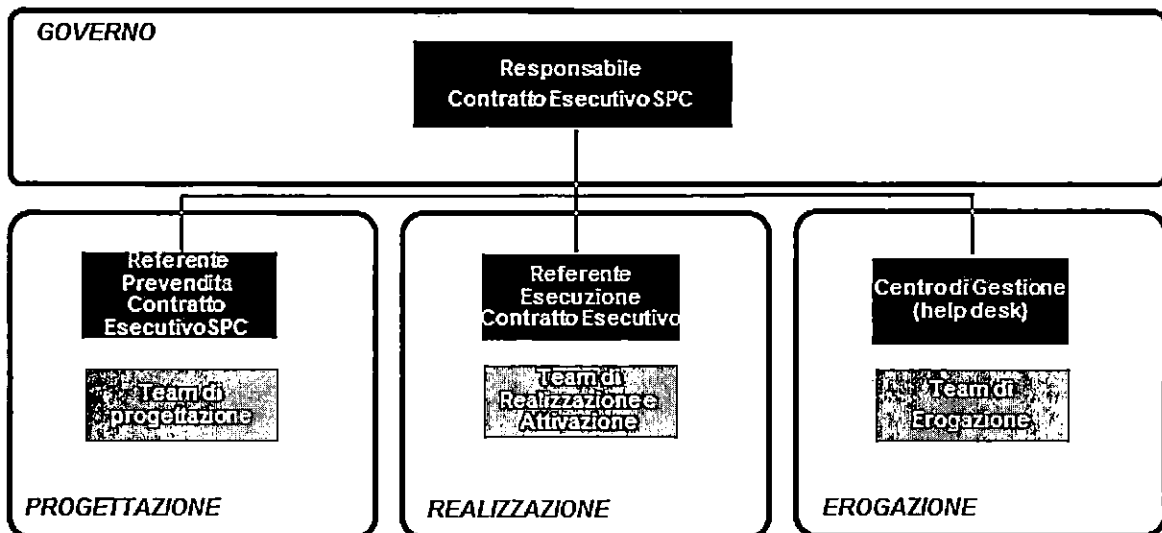 GOVERNO
Responsabile
Contratto Esecutivo SPC
Referente
Prevendita
Contratto
Esecutivo SPC
Team di
progettazione
PROGETTAZIONE
Referente
Esecuzione
Contratto Esecutivo
Team di
Realizzazione e
Attivazione
REALIZZAZIONE
Centro di Gestione
(help desk)
Team di
Erogazione
EROGAZIONE